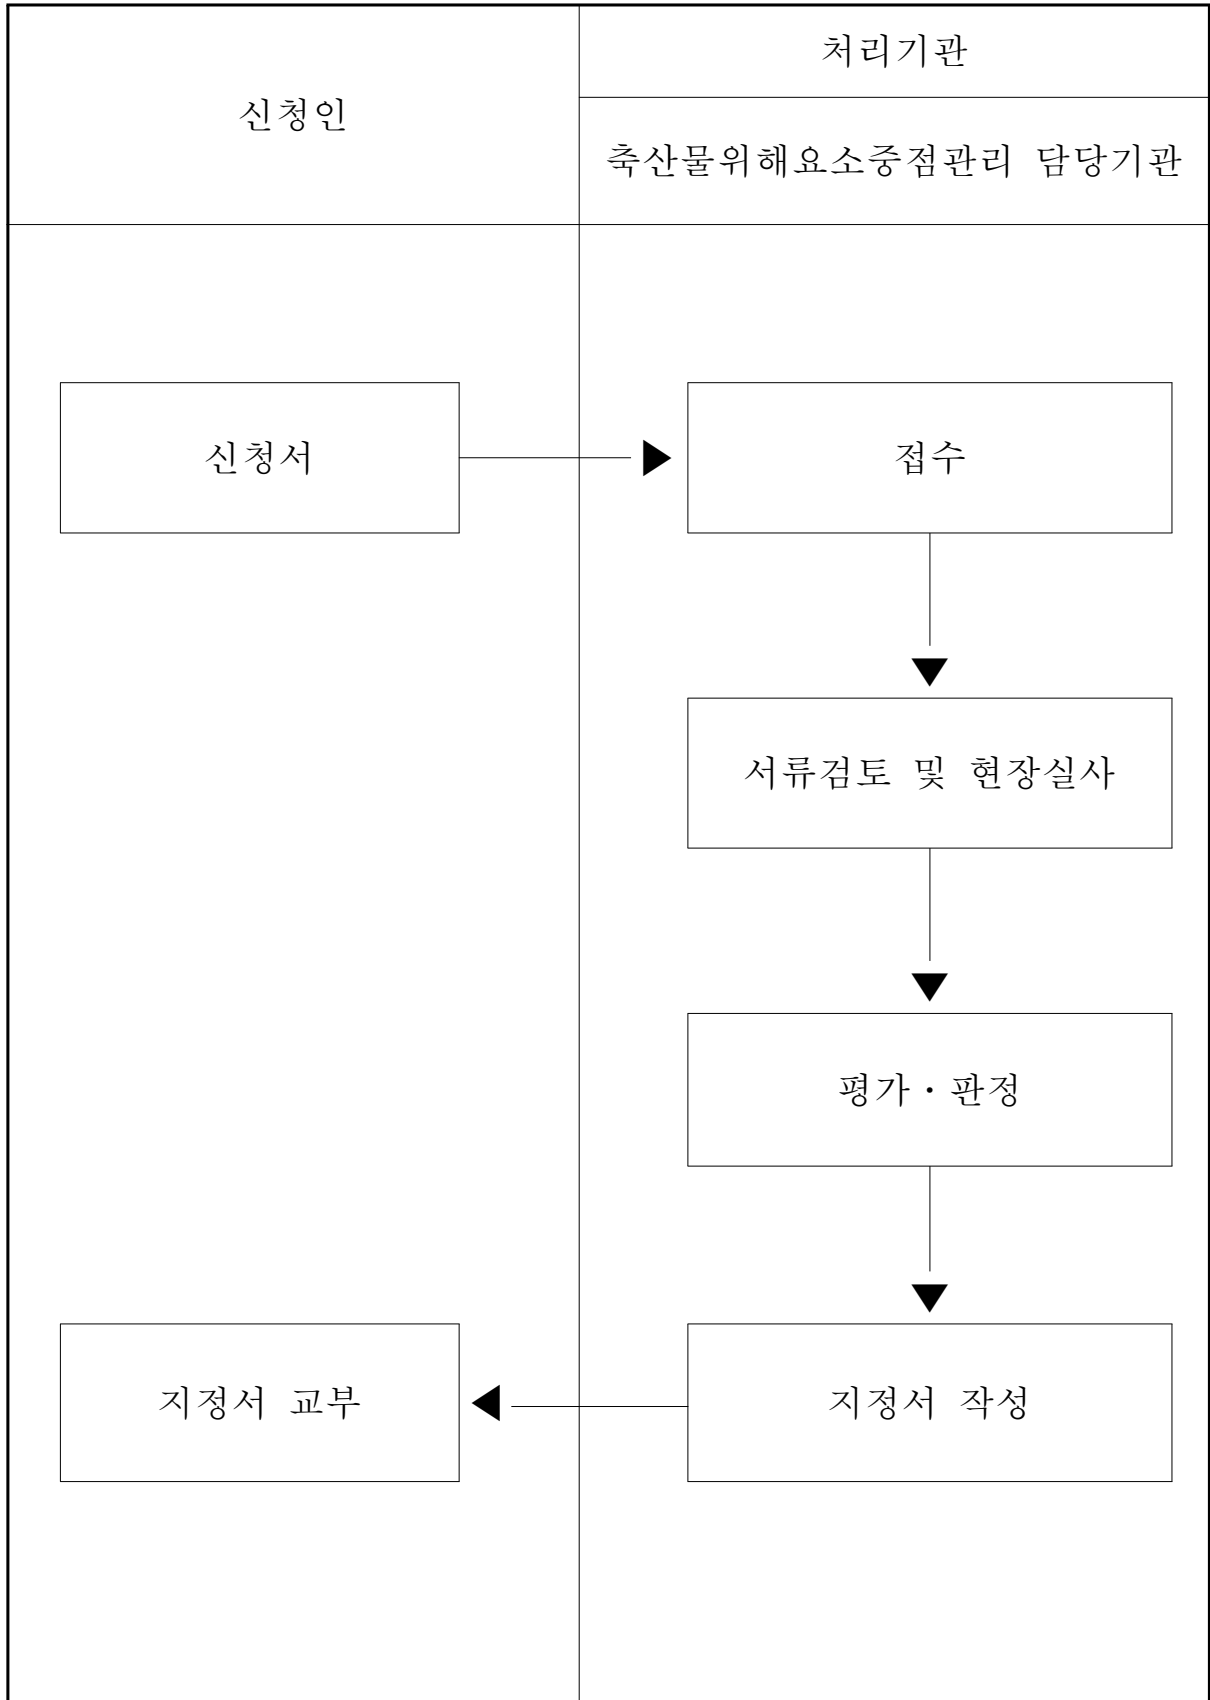 신청인
처리기관
축산물위해요소중점관리 담당기관
신청서
접수
서류검토 및 현장실사
평가·판정
지정서 교부
지정서 작성